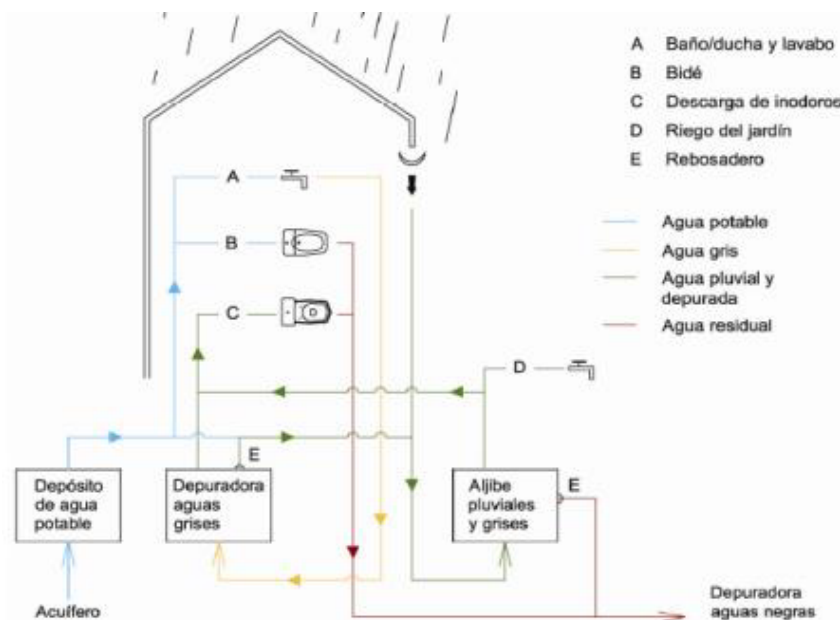 A Baño/ducha y lavabo
B Bidé
C Descarga de inodoros
D Riego del jardín
E Rebosadero
Agua potable
Agua gris
Agua pluvial y
depurada
Agua residual
A
B
C
D
E
E
Depósito
de agua
potable
Depuradora
aguas
grises
Aljibe
pluviales
y grises
Acuífero
Depuradora
aguas negras